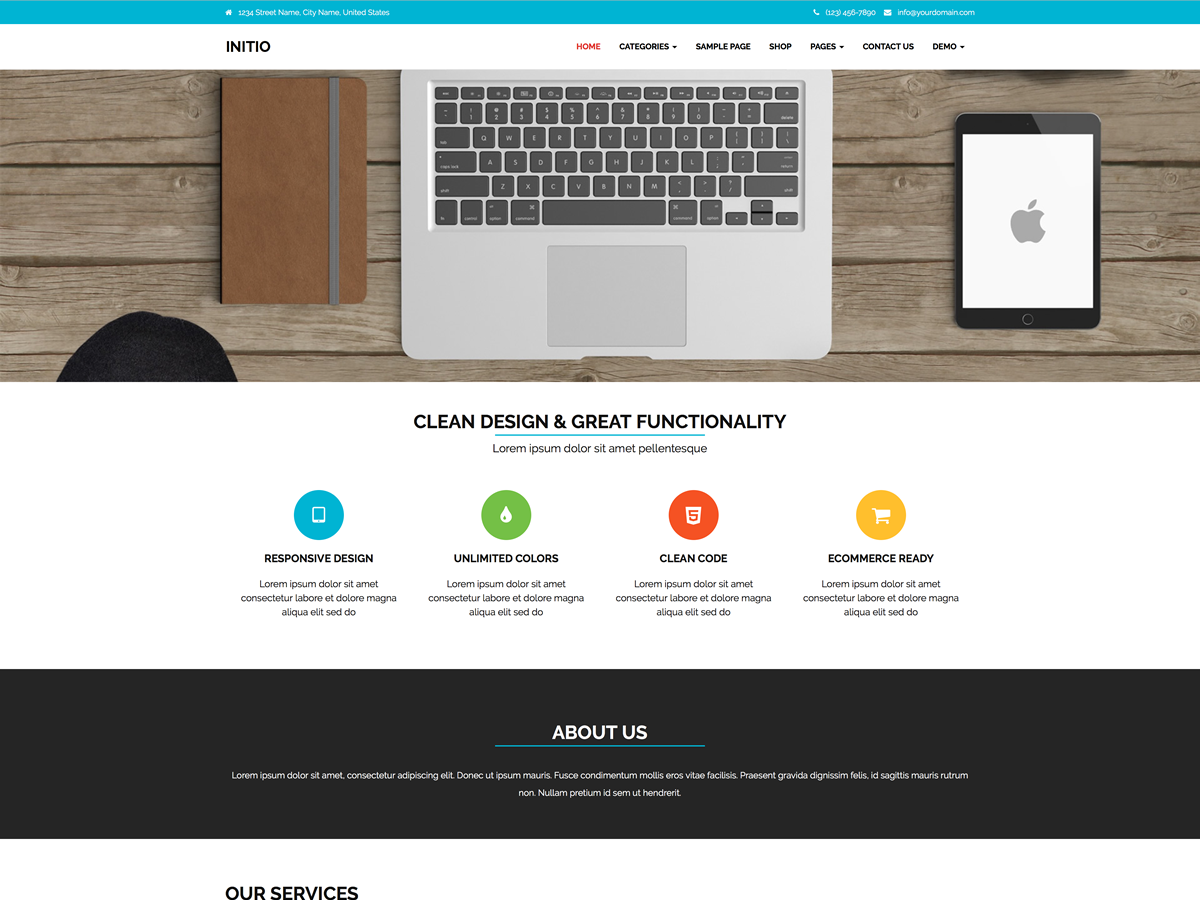 1234 Street Name, City Name, United States
(123) 456-7890 info@yourdomain.com
INITIO
HOME CATEGORIES SAMPLE PAGE SHOP PAGES CONTACT US DEMO
Q W E R T Y U I O P
A S D F G H J K L
Z X C V B N M
CLEAN DESIGN & GREAT FUNCTIONALITY
Lorem ipsum dolor sit amet pellentesque
RESPONSIVE DESIGN
Lorem ipsum dolor sit amet
consectetur labore et dolore magna
aliqua elit sed do
UNLIMITED COLORS
Lorem ipsum dolor sit amet
consectetur labore et dolore magna
aliqua elit sed do
CLEAN CODE
Lorem ipsum dolor sit amet
consectetur labore et dolore magna
aliqua elit sed do
ECOMMERCE READY
Lorem ipsum dolor sit amet
consectetur labore et dolore magna
aliqua elit sed do
ABOUT US
Lorem ipsum dolor sit amet, consectetur adipiscing elit. Donec ut ipsum mauris. Fusce condimentum mollis eros vitae facilisis. Praesent gravida dignissim felis, id sagittis mauris rutrum
non. Nullam pretium id sem ut hendrerit.
OUR SERVICES